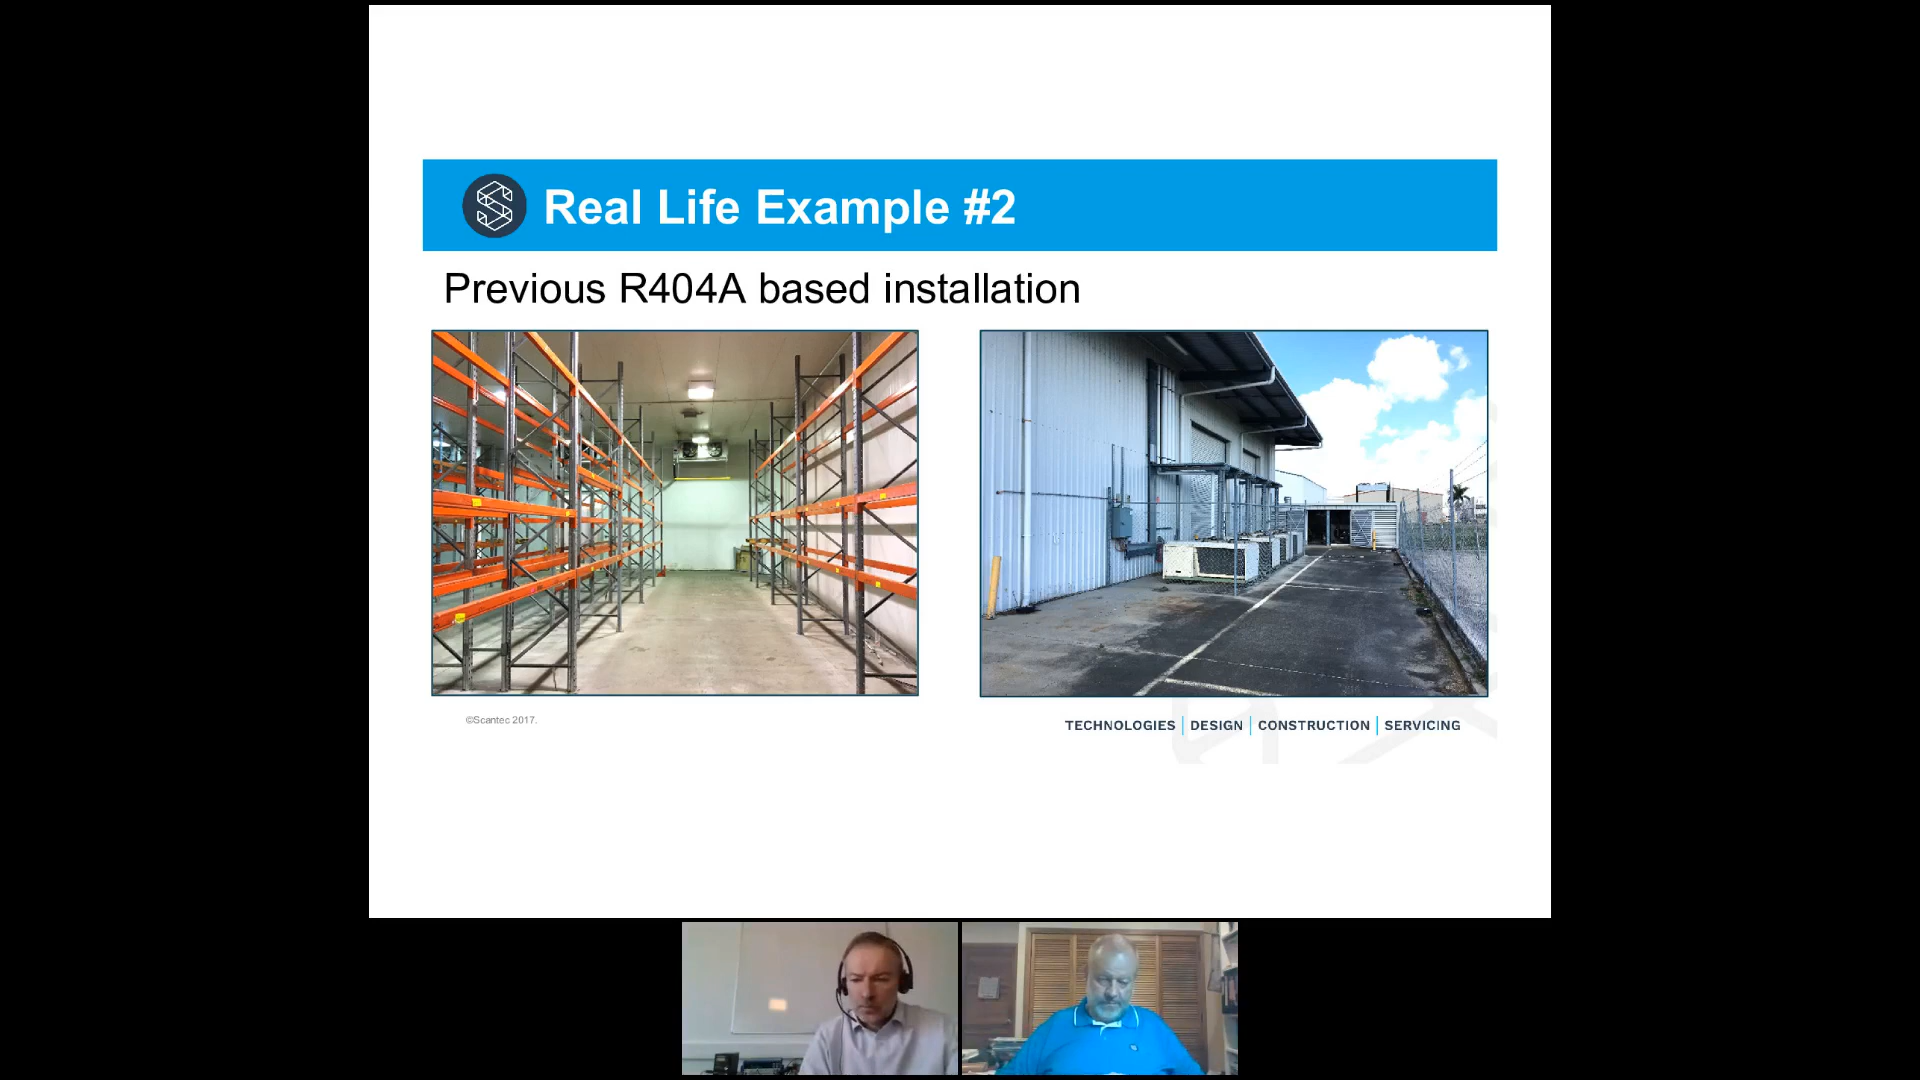 Real Life Example #2
Previous R404A based installation
©Scantec 2017.
TECHNOLOGIES | DESIGN | CONSTRUCTION | SERVICING